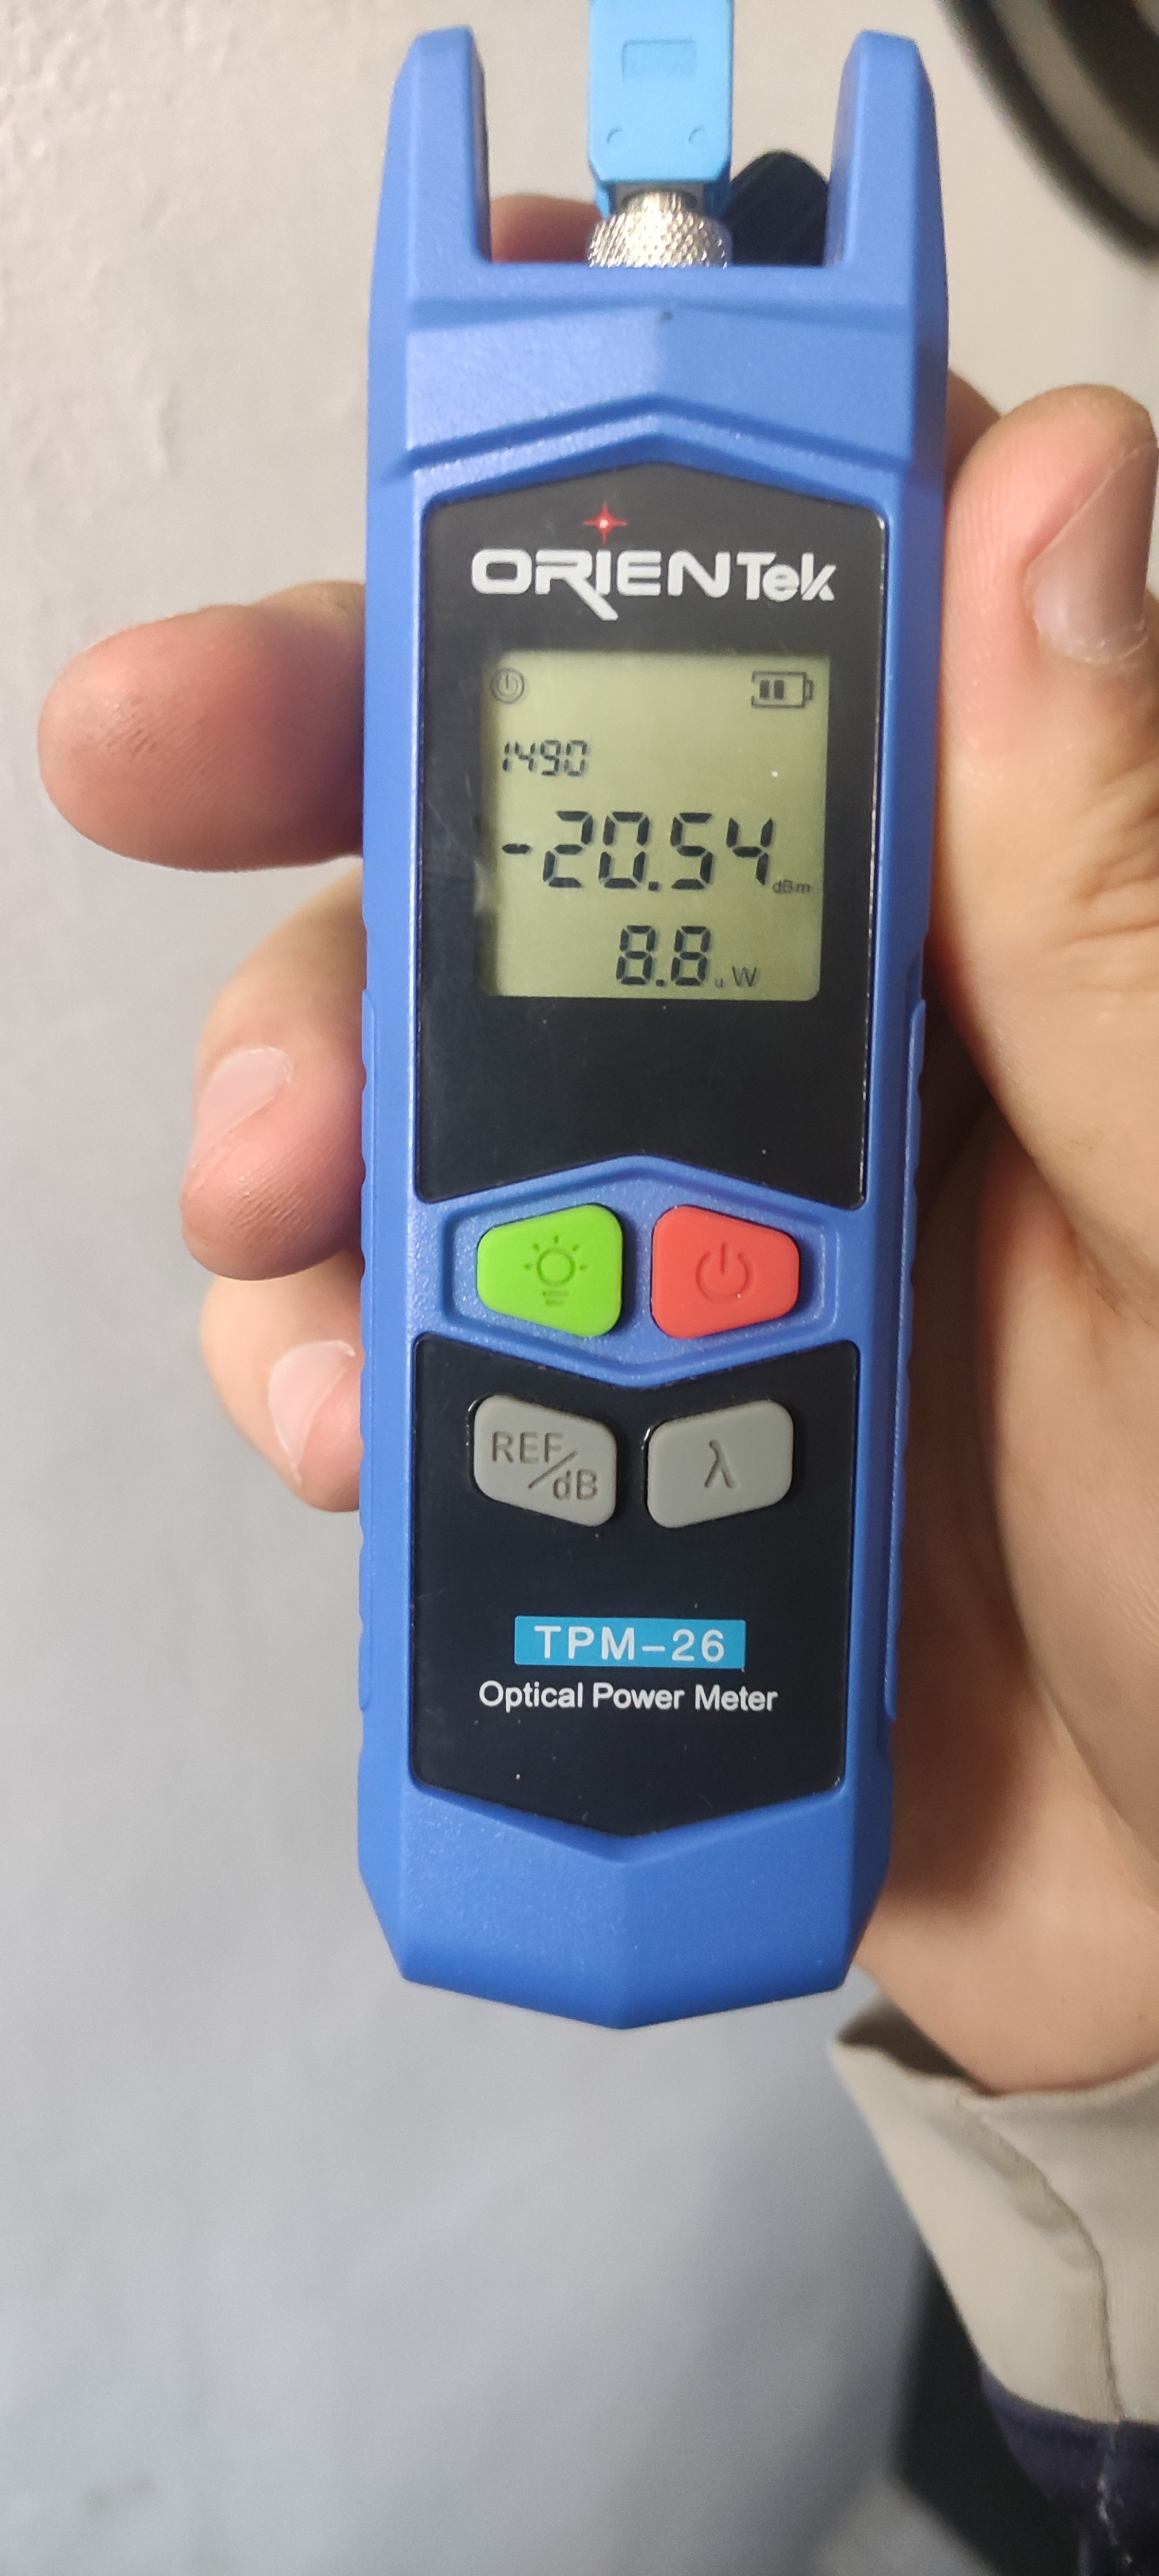 ORIENTek
1490
-20.54 dBm
8.8 uW
REF/dB λ
TPM-26
Optical Power Meter